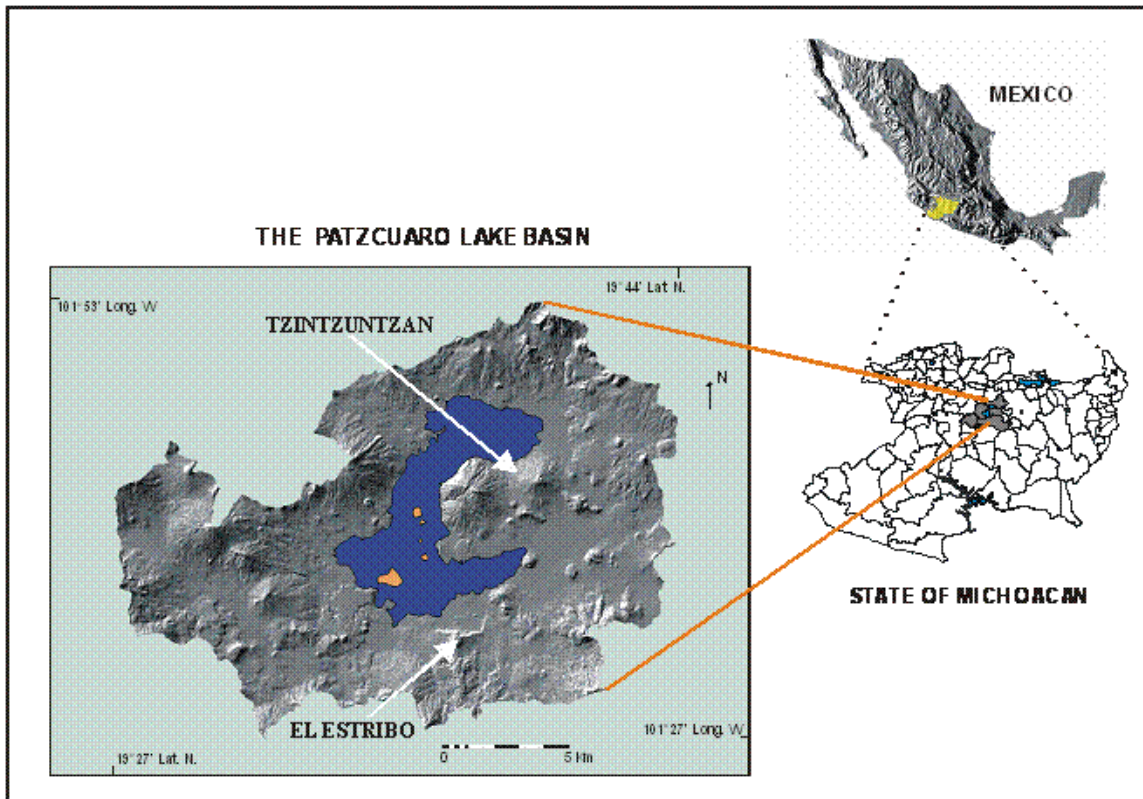 MEXICO
THE PATZCUARO LAKE BASIN
101°53' Long. W
19°44' Lat. N.
TZINTZUNTZAN
N
STATE OF MICHOACAN
EL ESTRIBO
101°27' Long. W
19°27' Lat. N.
0 5 km